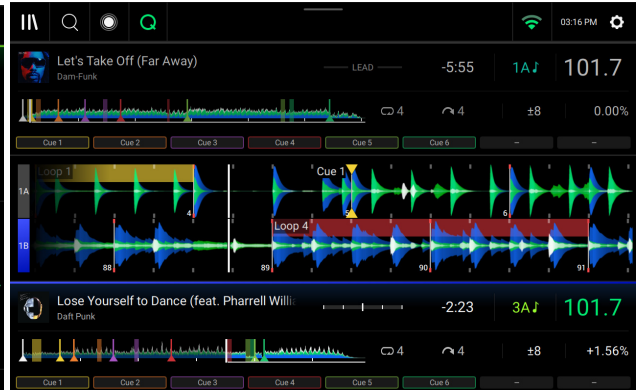 03:16 PM
Let's Take Off (Far Away)
Dam-Funk
LEAD
-5:55
1A
101.7
4
4
±8
0.00%
Cue 1
Cue 2
Cue 3
Cue 4
Cue 5
Cue 6
–
–
Loop 1
Cue 1
1A
4
5
6
Loop 4
1B
88
89
90
91
Lose Yourself to Dance (feat. Pharrell Willi
Daft Punk
-2:23
3A
101.7
4
4
±8
+1.56%
Cue 1
Cue 2
Cue 3
Cue 4
Cue 5
Cue 6
–
–